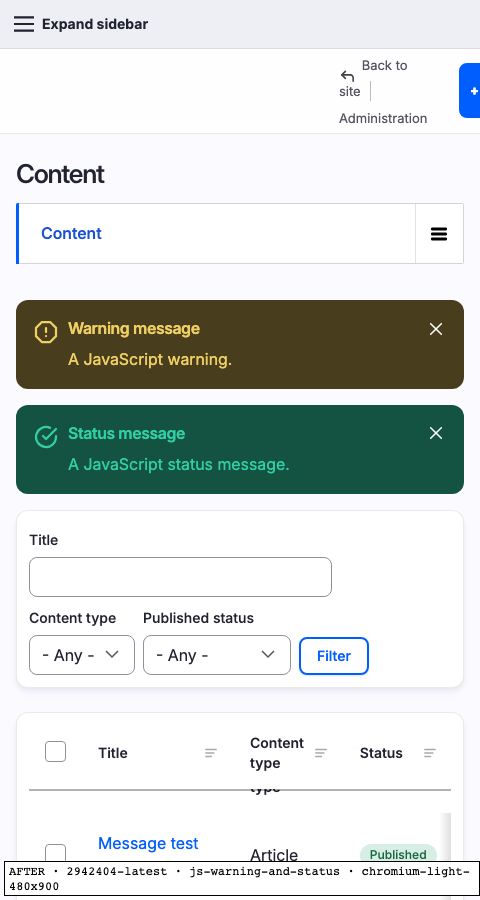 Expand sidebar
Back to
site
Administration
+
Content
Content
Warning message
A JavaScript warning.
Status message
A JavaScript status message.
Title
Content type Published status
- Any - - Any - Filter
Title Content
type Status
type
Message test
Article Published
AFTER · 2942404-latest · js-warning-and-status · chromium-light-
480x900